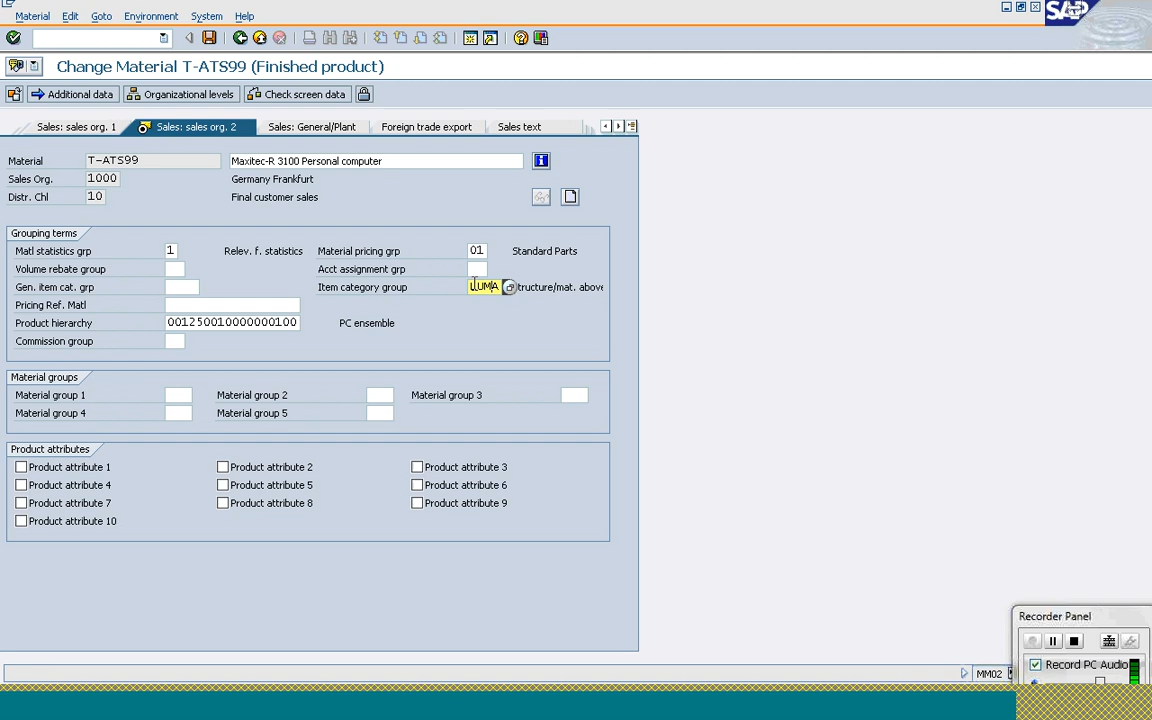 Material Edit Goto Environment System Help
SAP
Change Material T-ATS99 (Finished product)
Additional data Organizational levels Check screen data
Sales: sales org. 1 Sales: sales org. 2 Sales: General/Plant Foreign trade export Sales text
Material T-ATS99 Maxitec-R 3100 Personal computer
Sales Org. 1000 Germany Frankfurt
Distr. Chl 10 Final customer sales
Grouping terms
Matl statistics grp 1 Relev. f. statistics Material pricing grp 01 Standard Parts
Volume rebate group Acct assignment grp
Gen. item cat. grp Item category group LUMA tructure/mat. above
Pricing Ref. Matl
Product hierarchy 001250010000000100 PC ensemble
Commission group
Material groups
Material group 1 Material group 2 Material group 3
Material group 4 Material group 5
Product attributes
Product attribute 1 Product attribute 2 Product attribute 3
Product attribute 4 Product attribute 5 Product attribute 6
Product attribute 7 Product attribute 8 Product attribute 9
Product attribute 10
Recorder Panel
Record PC Audio
MM02